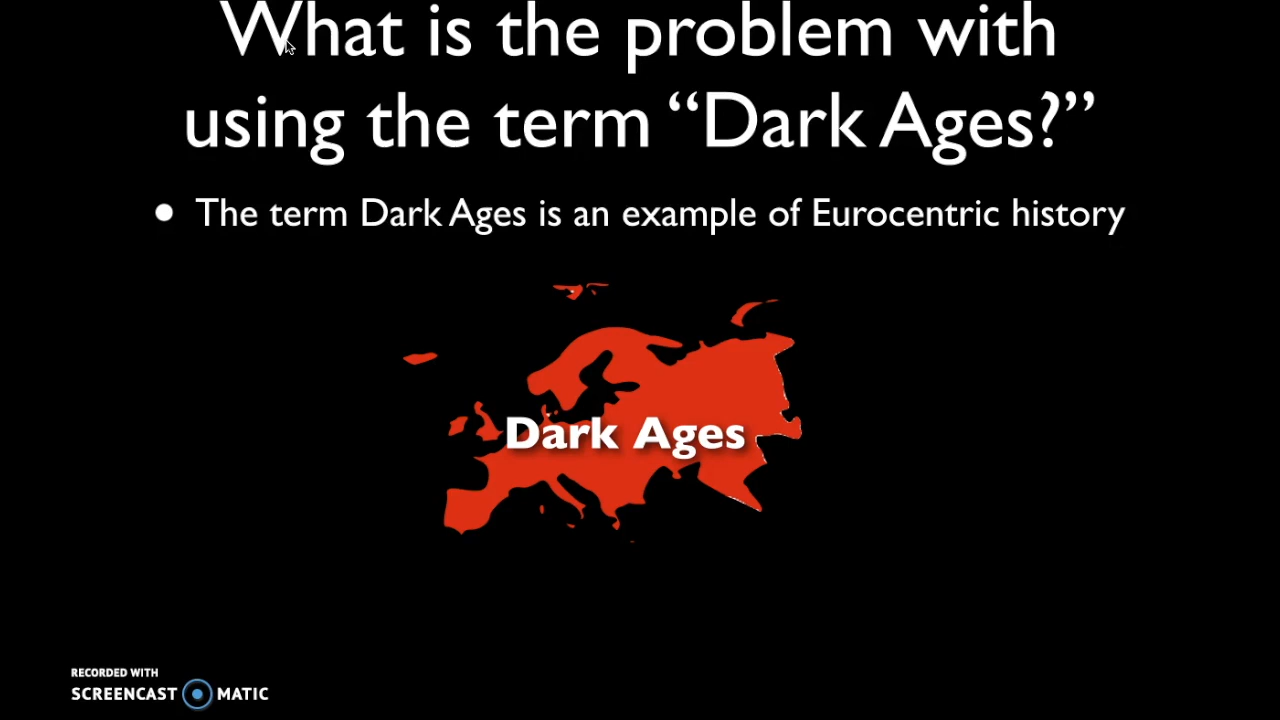 What is the problem with
using the term “Dark Ages?”
• The term Dark Ages is an example of Eurocentric history
Dark Ages
RECORDED WITH
SCREENCAST MATIC